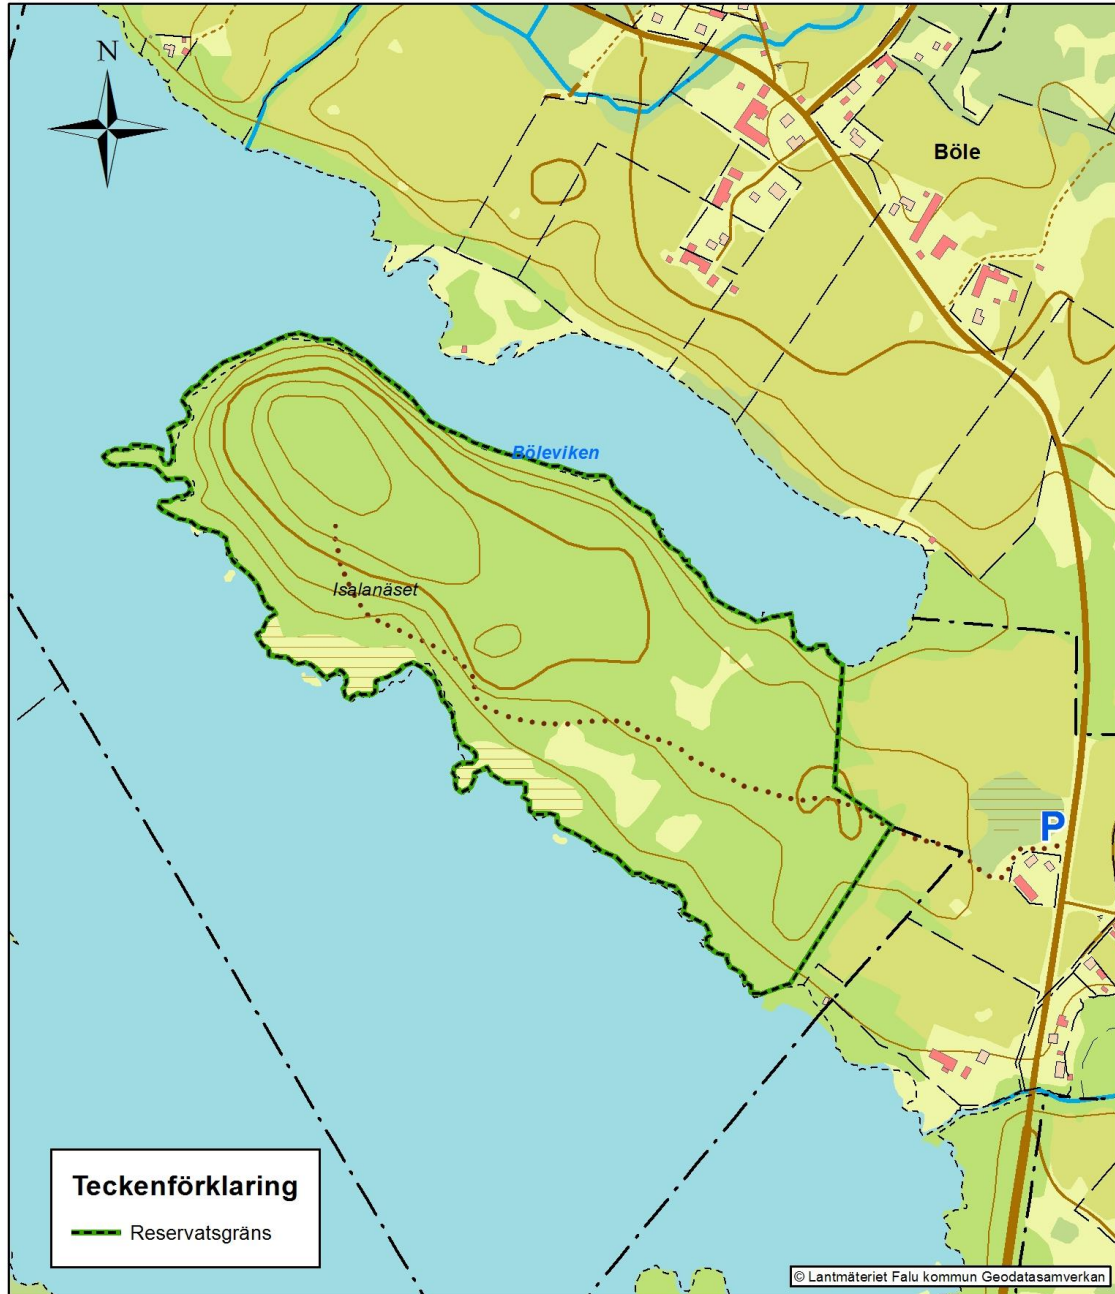 N
Böle
Böleviken
Isalanäset
P
Teckenförklaring
Reservatsgräns
© Lantmäteriet Falu kommun Geodatasamverkan